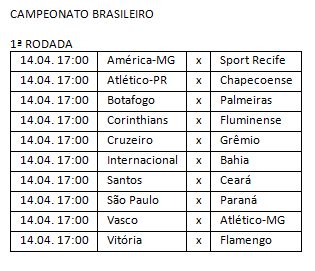 CAMPEONATO BRASILEIRO
1ª RODADA
14.04. 17:00 América-MG x Sport Recife
14.04. 17:00 Atlético-PR x Chapecoense
14.04. 17:00 Botafogo x Palmeiras
14.04. 17:00 Corinthians x Fluminense
14.04. 17:00 Cruzeiro x Grêmio
14.04. 17:00 Internacional x Bahia
14.04. 17:00 Santos x Ceará
14.04. 17:00 São Paulo x Paraná
14.04. 17:00 Vasco x Atlético-MG
14.04. 17:00 Vitória x Flamengo